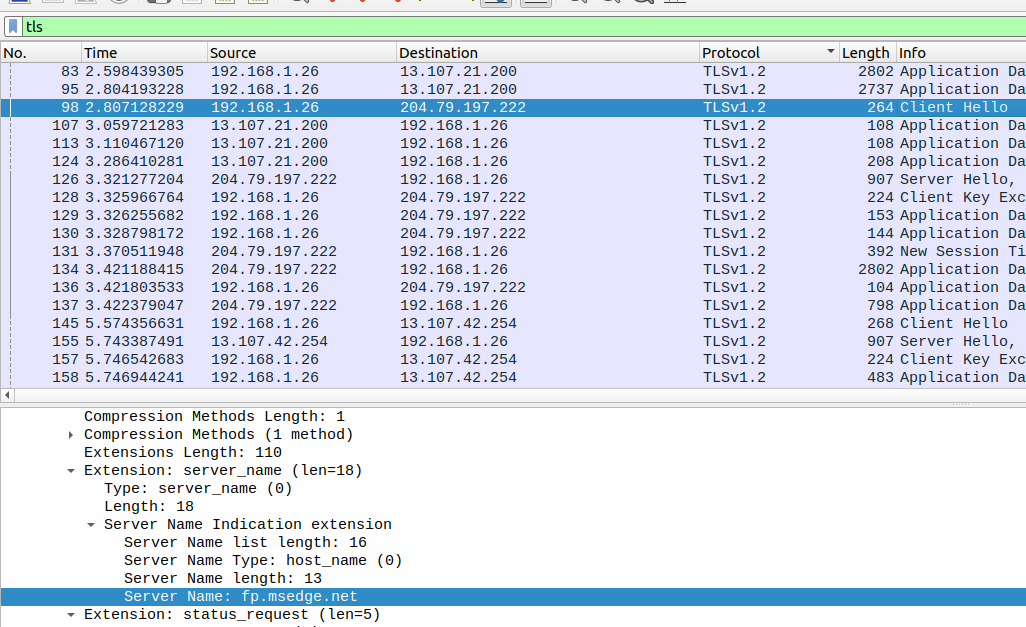 tls
No. Time Source Destination Protocol Length Info
83 2.598439305 192.168.1.26 13.107.21.200 TLSv1.2 2802 Application Da
95 2.804193228 192.168.1.26 13.107.21.200 TLSv1.2 2737 Application Da
98 2.807128229 192.168.1.26 204.79.197.222 TLSv1.2 264 Client Hello
107 3.059721283 13.107.21.200 192.168.1.26 TLSv1.2 108 Application Da
113 3.110467120 13.107.21.200 192.168.1.26 TLSv1.2 108 Application Da
124 3.286410281 13.107.21.200 192.168.1.26 TLSv1.2 208 Application Da
126 3.321277204 204.79.197.222 192.168.1.26 TLSv1.2 907 Server Hello,
128 3.325966764 192.168.1.26 204.79.197.222 TLSv1.2 224 Client Key Exc
129 3.326255682 192.168.1.26 204.79.197.222 TLSv1.2 153 Application Da
130 3.328798172 192.168.1.26 204.79.197.222 TLSv1.2 144 Application Da
131 3.370511948 204.79.197.222 192.168.1.26 TLSv1.2 392 New Session Ti
134 3.421188415 204.79.197.222 192.168.1.26 TLSv1.2 2802 Application Da
136 3.421803533 192.168.1.26 204.79.197.222 TLSv1.2 104 Application Da
137 3.422379047 204.79.197.222 192.168.1.26 TLSv1.2 798 Application Da
145 5.574356631 192.168.1.26 13.107.42.254 TLSv1.2 268 Client Hello
155 5.743387491 13.107.42.254 192.168.1.26 TLSv1.2 907 Server Hello,
157 5.746542683 192.168.1.26 13.107.42.254 TLSv1.2 224 Client Key Exc
158 5.746944241 192.168.1.26 13.107.42.254 TLSv1.2 483 Application Da
Compression Methods Length: 1
Compression Methods (1 method)
Extensions Length: 110
Extension: server_name (len=18)
Type: server_name (0)
Length: 18
Server Name Indication extension
Server Name list length: 16
Server Name Type: host_name (0)
Server Name length: 13
Server Name: fp.msedge.net
Extension: status_request (len=5)